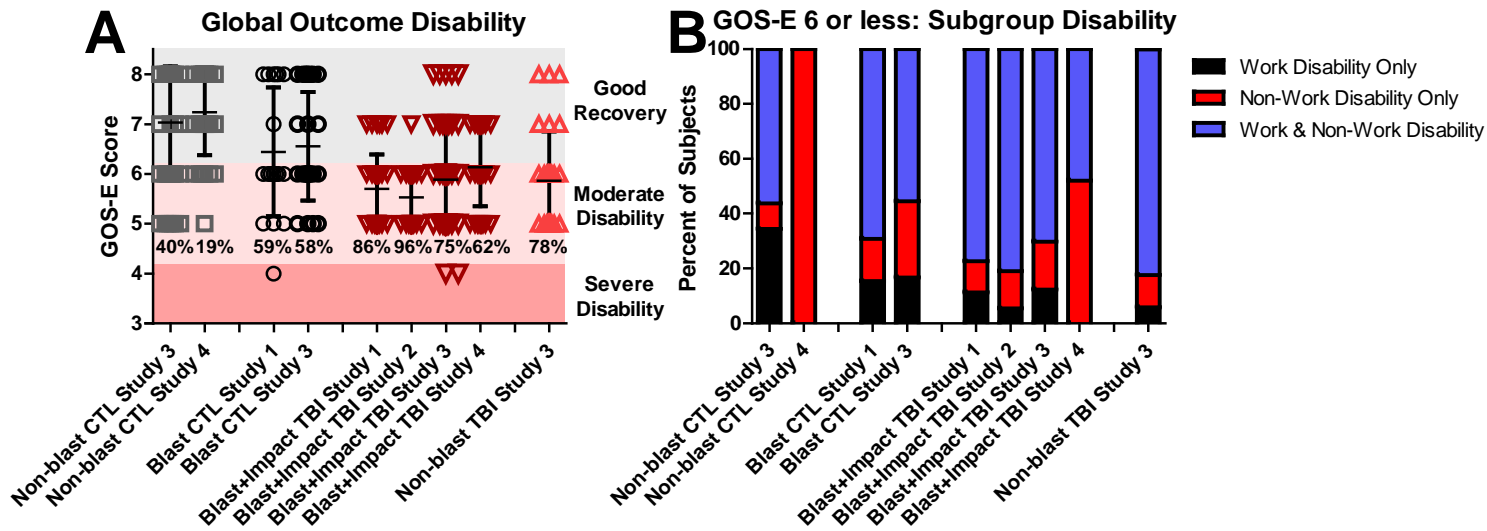 A
Global Outcome Disability
GOS-E Score
8
7
6
5
4
3
40% 19% 59% 58% 86% 96% 75% 62% 78%
Good
Recovery
Moderate
Disability
Severe
Disability
Non-blast CTL Study 3
Non-blast CTL Study 4
Blast CTL Study 1
Blast CTL Study 3
Blast+Impact TBI Study 1
Blast+Impact TBI Study 2
Blast+Impact TBI Study 3
Blast+Impact TBI Study 4
Non-blast TBI Study 3
B
GOS-E 6 or less: Subgroup Disability
Percent of Subjects
100
80
60
40
20
0
Non-blast CTL Study 3
Non-blast CTL Study 4
Blast CTL Study 1
Blast CTL Study 3
Blast+Impact TBI Study 1
Blast+Impact TBI Study 2
Blast+Impact TBI Study 3
Blast+Impact TBI Study 4
Non-blast TBI Study 3
Work Disability Only
Non-Work Disability Only
Work & Non-Work Disability